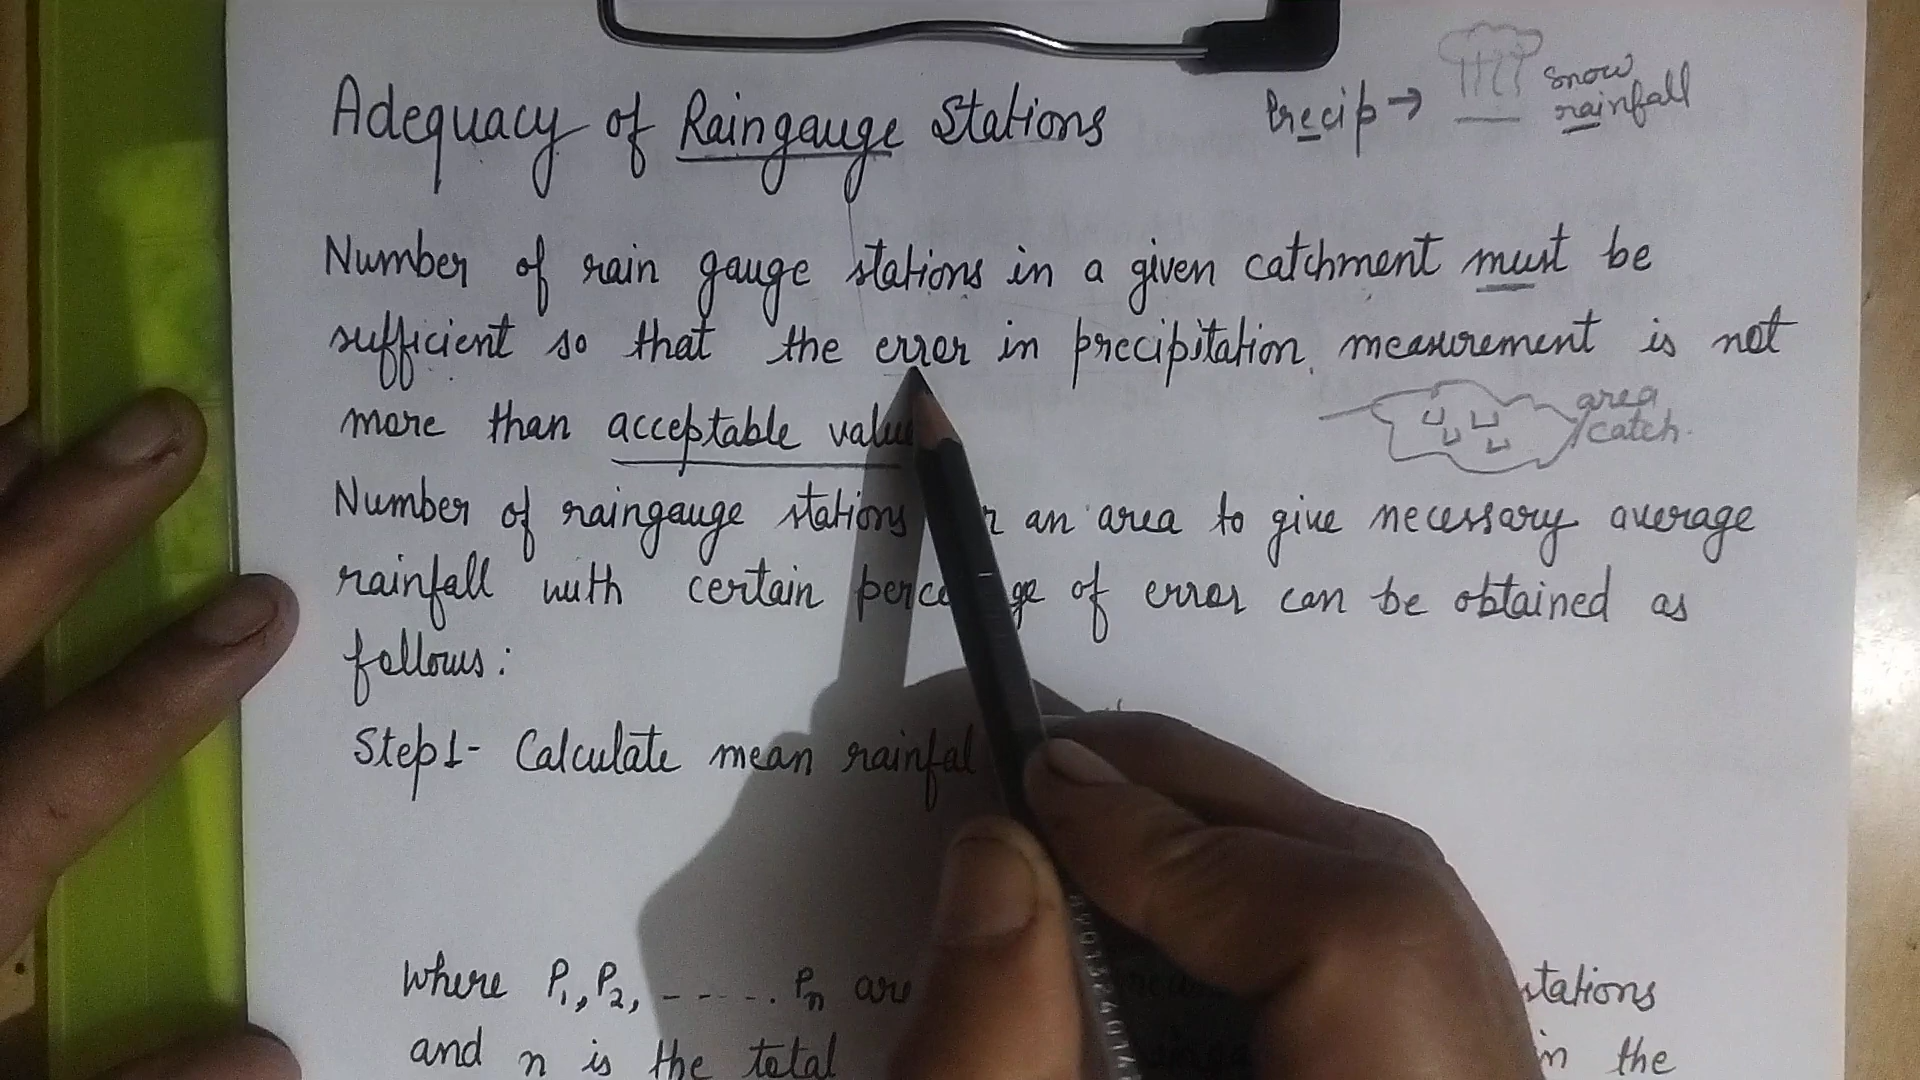 Adequacy of Raingauge Stations
Precip → snow
rainfall
Number of rain gauge stations in a given catchment must be
sufficient so that the error in precipitation measurement is not
more than acceptable value
area
catch.
Number of raingauge stations an area to give necessary average
rainfall with certain of error can be obtained as
follows:
Step1- Calculate mean rainfal
Where P1, P2, ------. Pn are stations
and n is the total in the